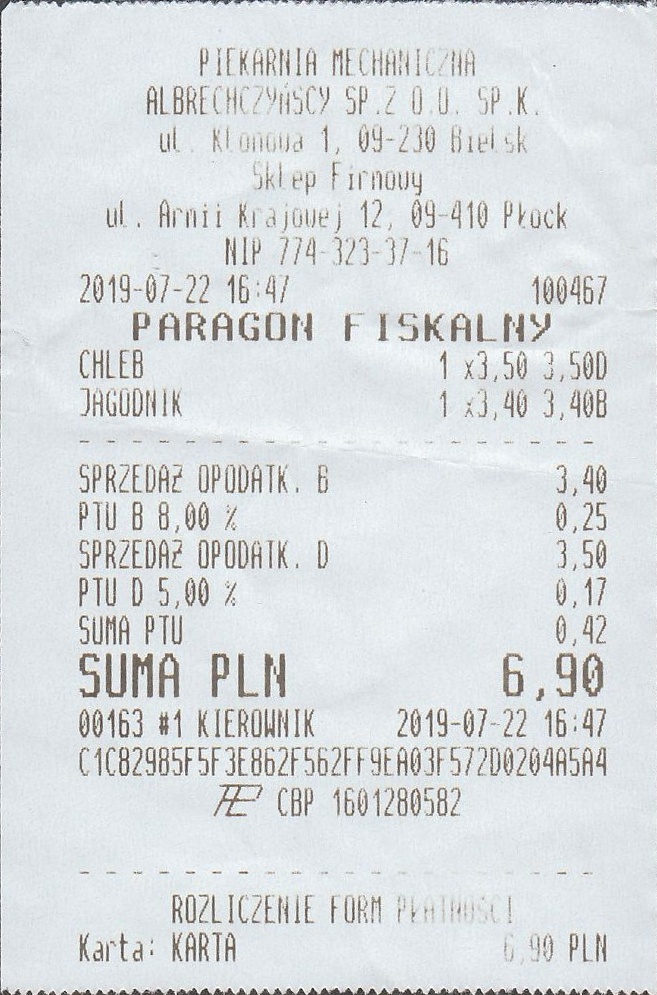 PIEKARNIA MECHANICZNA
ALBRECHCZYŃSCY SP.Z O.O. SP.K.
ul. Klonowa 1, 09-230 Bielsk
Sklep Firmowy
ul. Armii Krajowej 12, 09-410 Płock
NIP 774-323-37-16
2019-07-22 16:47 100467
PARAGON FISKALNY
CHLEB 1 x3,50 3,50D
JAGODNIK 1 x3,40 3,40B
SPRZEDAŻ OPODATK. B 3,40
PTU B 8,00 % 0,25
SPRZEDAŻ OPODATK. D 3,50
PTU D 5,00 % 0,17
SUMA PTU 0,42
SUMA PLN 6,90
00163 #1 KIEROWNIK 2019-07-22 16:47
C1C82985F5F3E862F562FF9EA03F572D0204A5A4
CBP 1601280582
ROZLICZENIE FORM PŁATNOŚCI
Karta: KARTA 6,90 PLN